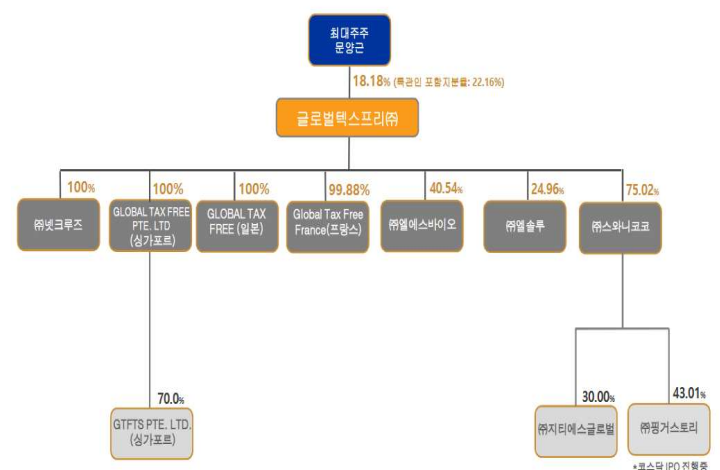 최대주주
문양근
18.18% (특관인 포함지분율: 22.16%)
글로벌텍스프리㈜
100%
100%
100%
99.88%
40.54%
24.96%
75.02%
㈜넷크루즈
GLOBAL TAX FREE
PTE. LTD
(싱가포르)
GLOBAL TAX
FREE (일본)
Global Tax Free
France(프랑스)
㈜엘에스바이오
㈜엘솔루
㈜스와니코코
70.0%
30.00%
43.01%
GTFTS PTE. LTD.
(싱가포르)
㈜지티에스글로벌
㈜핑거스토리
*코스닥 IPO 진행중